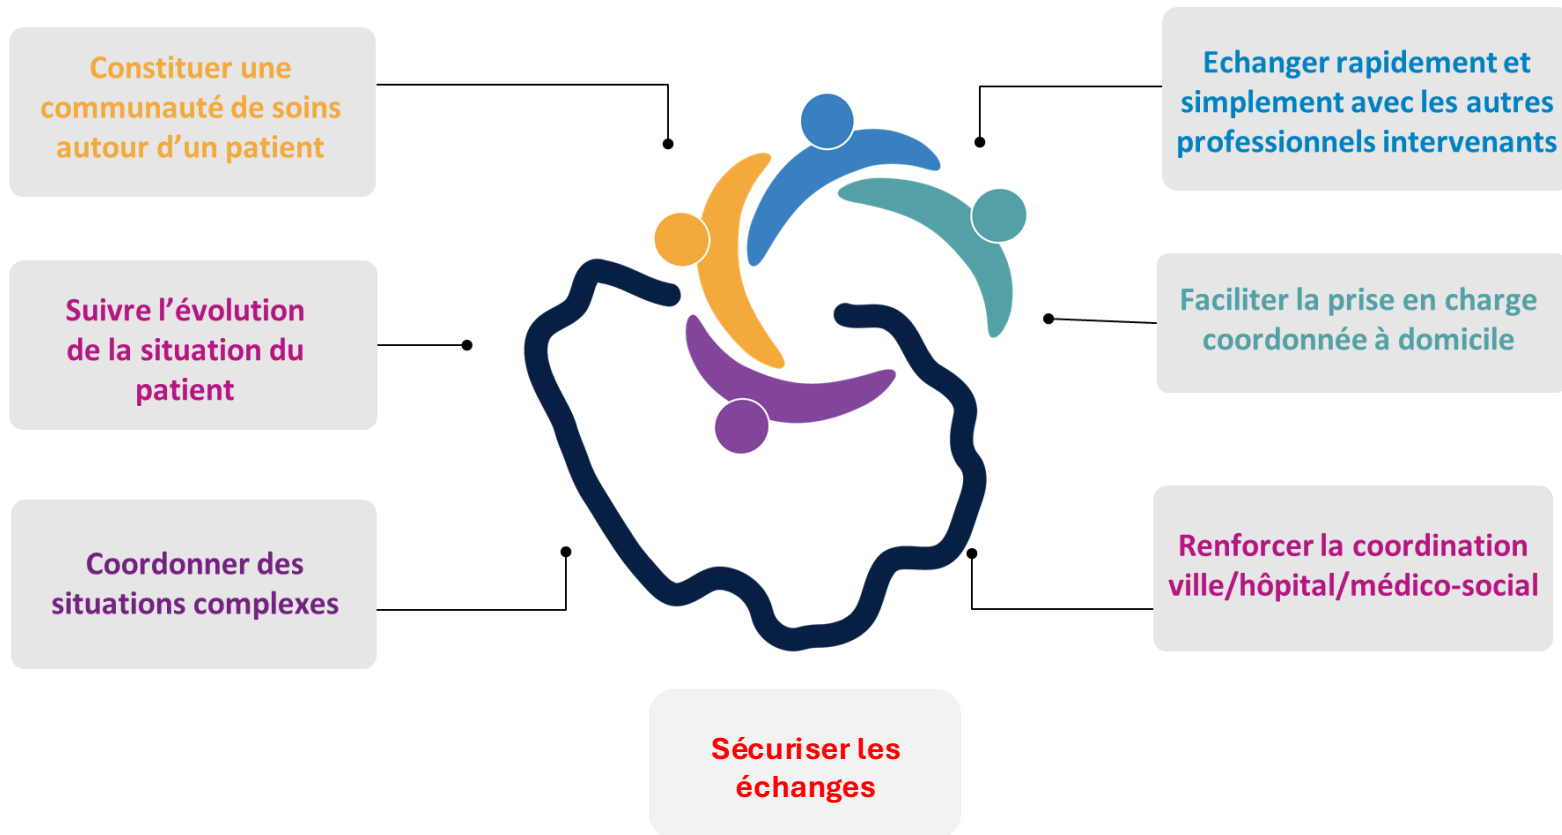 Constituer une
communauté de soins
autour d’un patient
Echanger rapidement et
simplement avec les autres
professionnels intervenants
Suivre l’évolution
de la situation du
patient
Faciliter la prise en charge
coordonnée à domicile
Coordonner des
situations complexes
Renforcer la coordination
ville/hôpital/médico-social
Sécuriser les
échanges